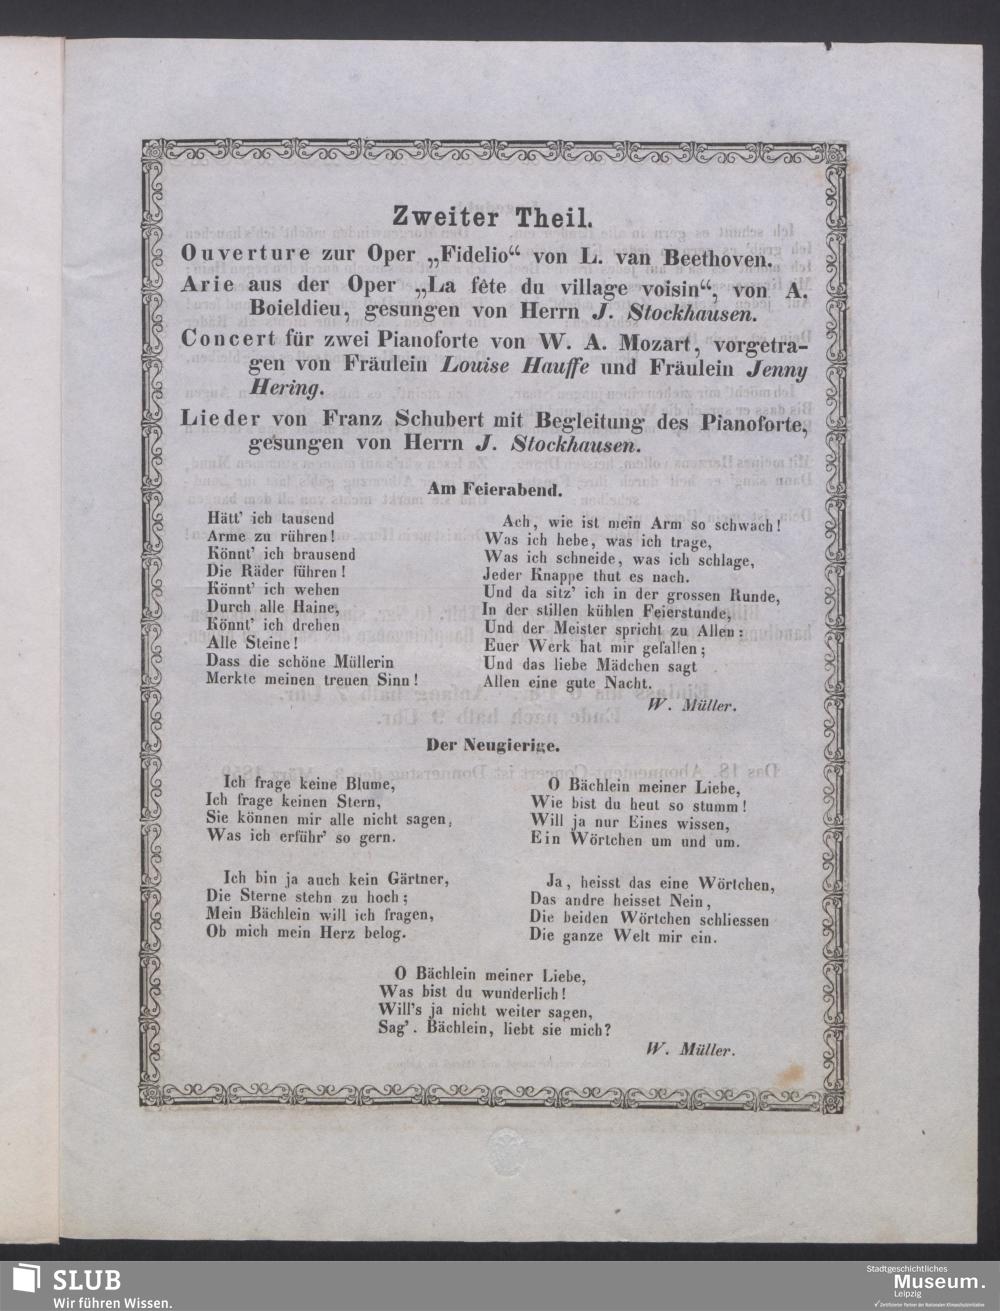 Zweiter Theil.
Ouverture zur Oper „Fidelio“ von L. van Beethoven.
Arie aus der Oper „La fête du village voisin“, von A.
Boieldieu, gesungen von Herrn J. Stockhausen.
Concert für zwei Pianoforte von W. A. Mozart, vorgetra-
gen von Fräulein Louise Hauffe und Fräulein Jenny
Hering.
Lieder von Franz Schubert mit Begleitung des Pianoforte,
gesungen von Herrn J. Stockhausen.
Am Feierabend.
Hätt’ ich tausend
Arme zu rühren!
Könnt’ ich brausend
Die Räder führen!
Könnt’ ich wehen
Durch alle Haine,
Könnt’ ich drehen
Alle Steine!
Dass die schöne Müllerin
Merkte meinen treuen Sinn!
Ach, wie ist mein Arm so schwach!
Was ich hebe, was ich trage,
Was ich schneide, was ich schlage,
Jeder Knappe thut es nach.
Und da sitz’ ich in der grossen Runde,
In der stillen kühlen Feierstunde,
Und der Meister spricht zu Allen:
Euer Werk hat mir gefallen;
Und das liebe Mädchen sagt
Allen eine gute Nacht.
W. Müller.
Der Neugierige.
Ich frage keine Blume,
Ich frage keinen Stern,
Sie können mir alle nicht sagen,
Was ich erführ’ so gern.
Ich bin ja auch kein Gärtner,
Die Sterne stehn zu hoch;
Mein Bächlein will ich fragen,
Ob mich mein Herz belog.
O Bächlein meiner Liebe,
Wie bist du heut so stumm!
Will ja nur Eines wissen,
Ein Wörtchen um und um.
Ja, heisst das eine Wörtchen,
Das andre heisset Nein,
Die beiden Wörtchen schliessen
Die ganze Welt mir ein.
O Bächlein meiner Liebe,
Was bist du wunderlich!
Will’s ja nicht weiter sagen,
Sag’. Bächlein, liebt sie mich?
W. Müller.
SLUB
Wir führen Wissen.
Stadtgeschichtliches
Museum.
Leipzig